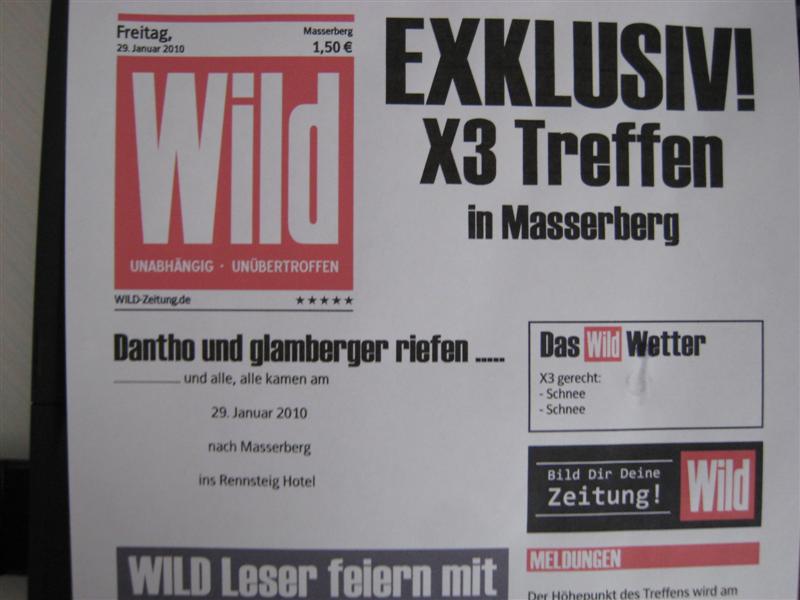 Freitag,
29. Januar 2010
Masserberg
1,50 €
Wild
UNABHÄNGIG · UNÜBERTROFFEN
WILD-Zeitung.de ★★★★★
EXKLUSIV!
X3 Treffen
in Masserberg
Dantho und glamberger riefen .....
__________ und alle, alle kamen am
29. Januar 2010
nach Masserberg
ins Rennsteig Hotel
Das Wild Wetter
X3 gerecht:
- Schnee
- Schnee
Bild Dir Deine
Zeitung!
Wild
WILD Leser feiern mit
MELDUNGEN
Der Höhepunkt des Treffens wird am